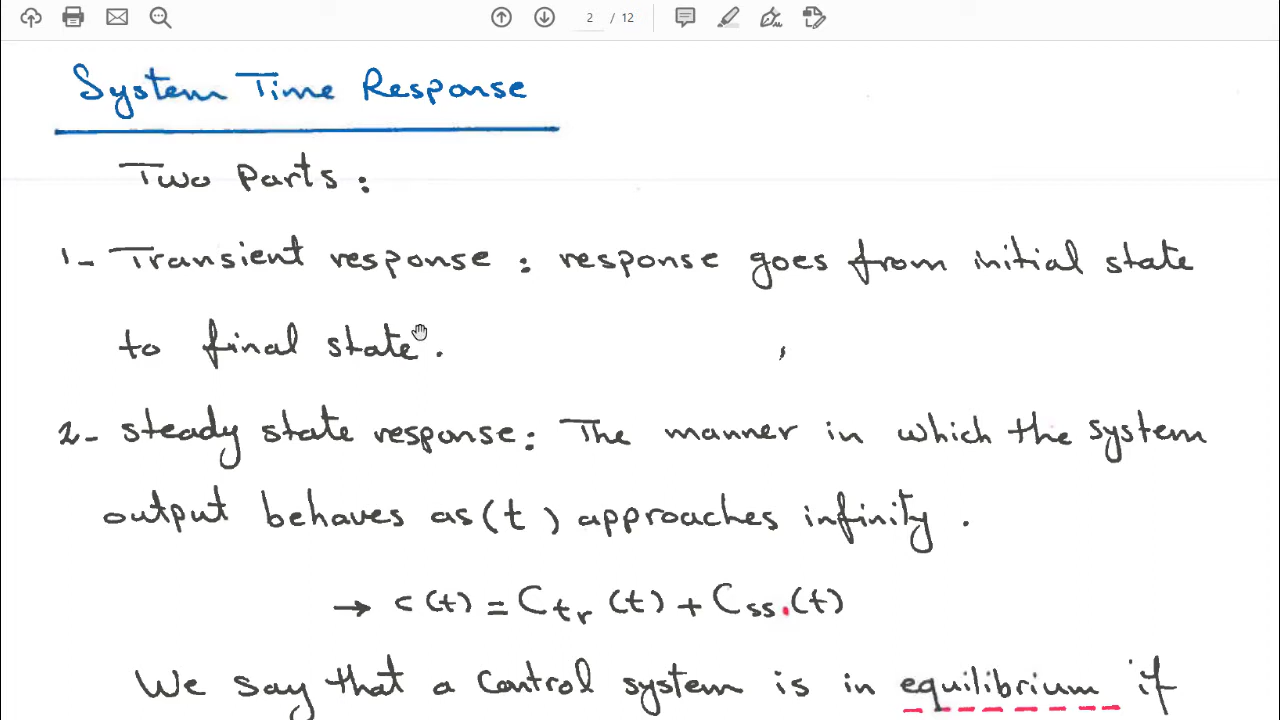 2 / 12
System Time Response
Two Parts:
1- Transient response : response goes from initial state
to final state.
2- steady state response: The manner in which the system
output behaves as (t) approaches infinity.
→ c(t) = Ctr (t) + Css.(t)
We say that a control system is in equilibrium if